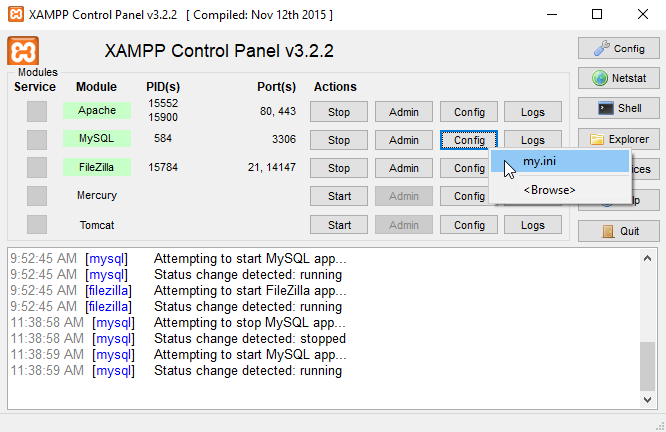 XAMPP Control Panel v3.2.2 [ Compiled: Nov 12th 2015 ]
XAMPP Control Panel v3.2.2
Config
Modules
Service Module PID(s) Port(s) Actions
Netstat
Apache 15552 15900 80, 443 Stop Admin Config Logs
Shell
MySQL 584 3306 Stop Admin Config Logs
Explorer
my.ini
FileZilla 15784 21, 14147 Stop Admin Config
<Browse>
Mercury Start Admin Config
Tomcat Start Admin Config Logs
Quit
9:52:45 AM [mysql] Attempting to start MySQL app...
9:52:45 AM [mysql] Status change detected: running
9:52:45 AM [filezilla] Attempting to start FileZilla app...
9:52:45 AM [filezilla] Status change detected: running
11:38:58 AM [mysql] Attempting to stop MySQL app...
11:38:58 AM [mysql] Status change detected: stopped
11:38:59 AM [mysql] Attempting to start MySQL app...
11:38:59 AM [mysql] Status change detected: running